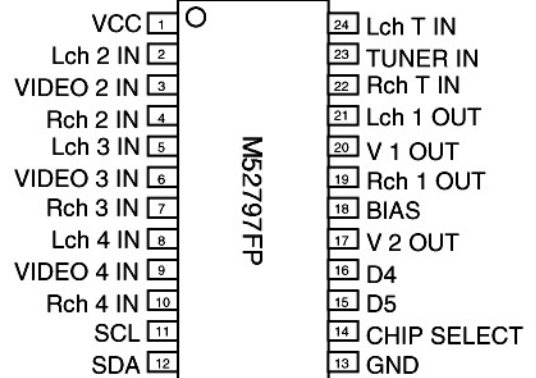 VCC 1
Lch 2 IN 2
VIDEO 2 IN 3
Rch 2 IN 4
Lch 3 IN 5
VIDEO 3 IN 6
Rch 3 IN 7
Lch 4 IN 8
VIDEO 4 IN 9
Rch 4 IN 10
SCL 11
SDA 12
M52797FP
24 Lch T IN
23 TUNER IN
22 Rch T IN
21 Lch 1 OUT
20 V 1 OUT
19 Rch 1 OUT
18 BIAS
17 V 2 OUT
16 D4
15 D5
14 CHIP SELECT
13 GND